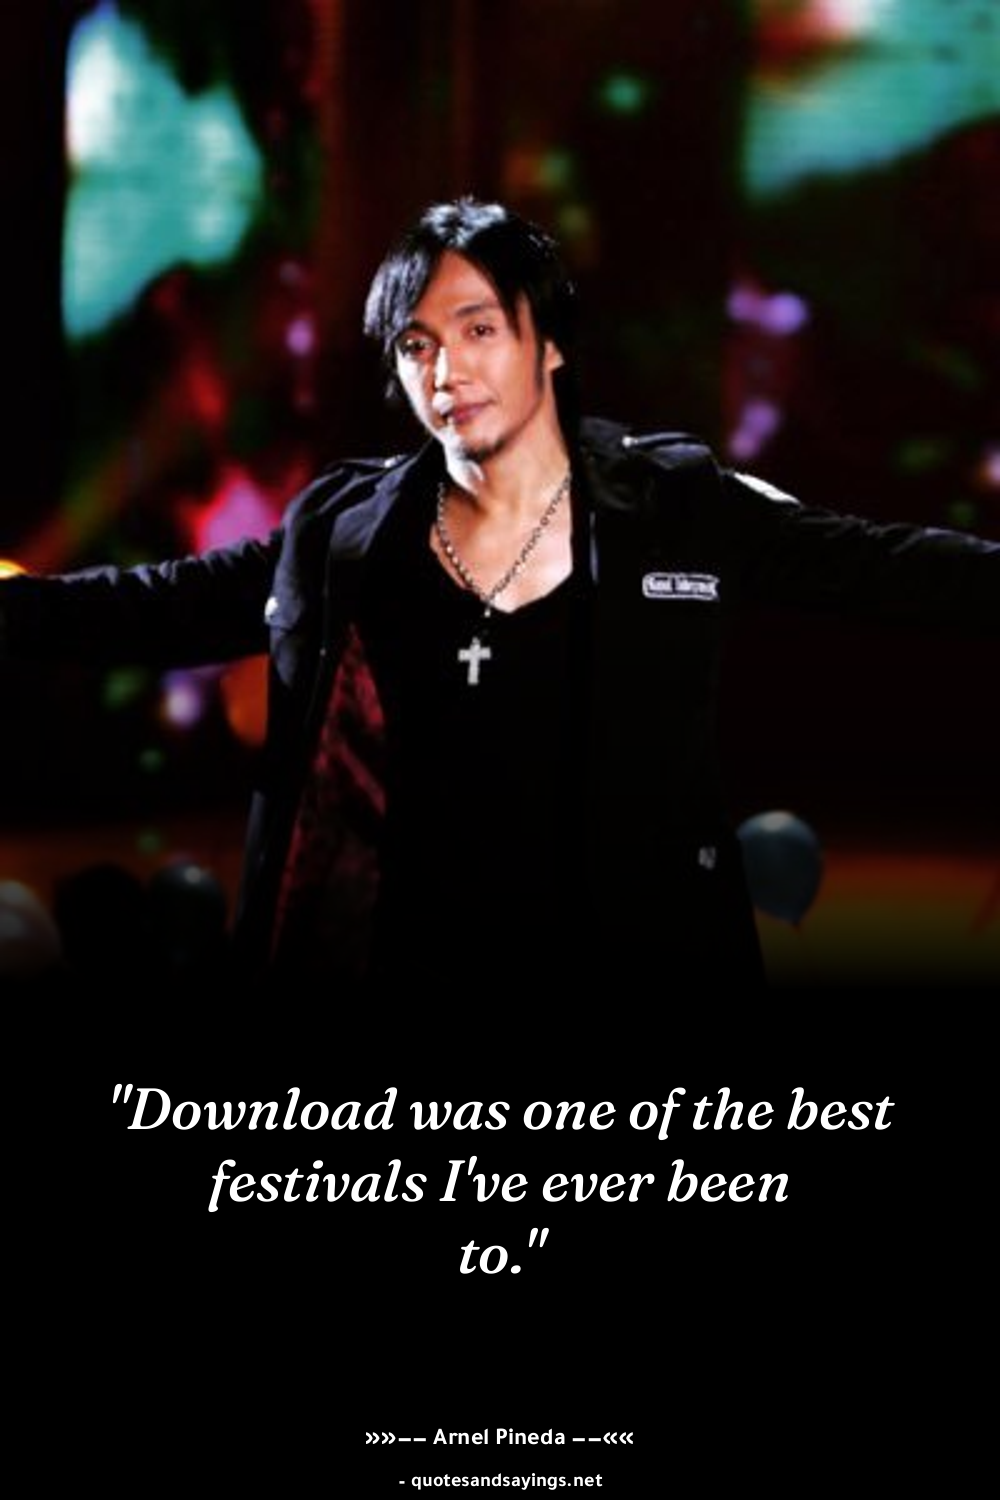 "Download was one of the best
festivals I've ever been
to."
»»−− Arnel Pineda −−««
- quotesandsayings.net